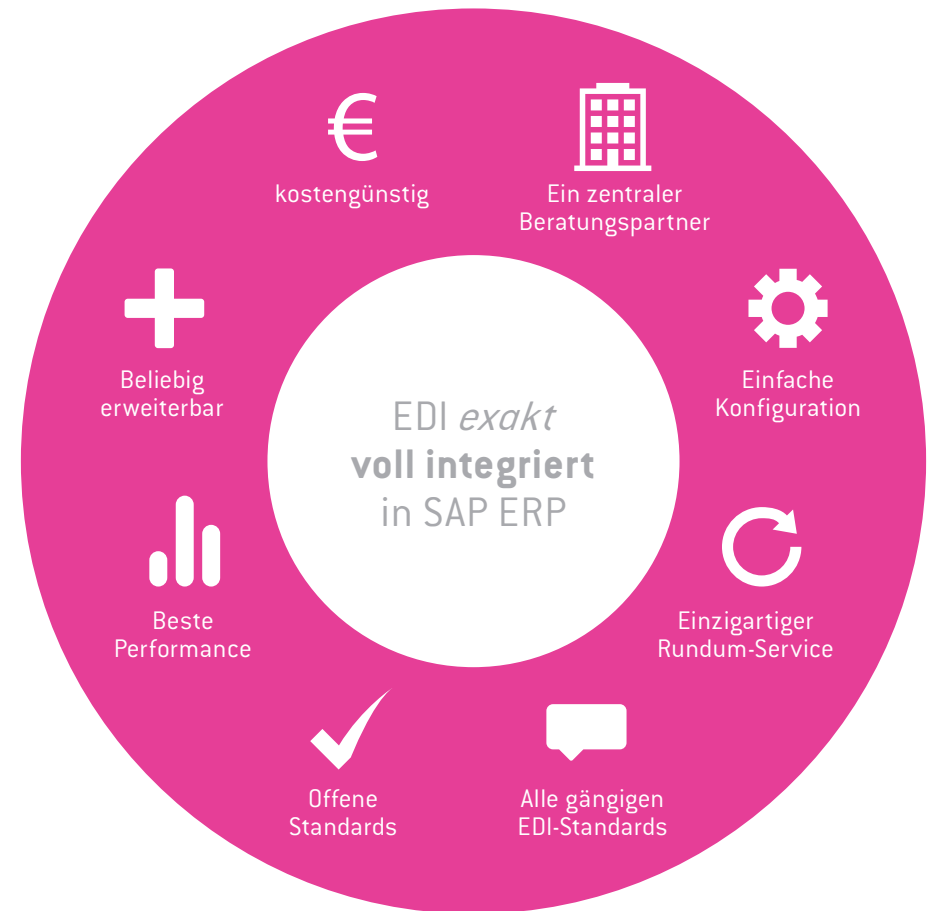 €
kostengünstig
Ein zentraler
Beratungspartner
Einfache
Konfiguration
Einzigartiger
Rundum-Service
Alle gängigen
EDI-Standards
Offene
Standards
Beste
Performance
Beliebig
erweiterbar
EDI exakt
voll integriert
in SAP ERP